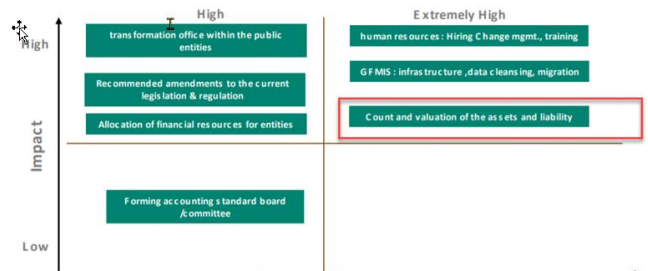 High
Extremely High
High
transformation office within the public
entities
human resources : Hiring Change mgmt., training
Recommended amendments to the current
legislation & regulation
GFMIS : infrastructure ,data cleansing, migration
Allocation of financial resources for entities
Count and valuation of the assets and liability
Impact
Forming accounting standard board
/committee
Low